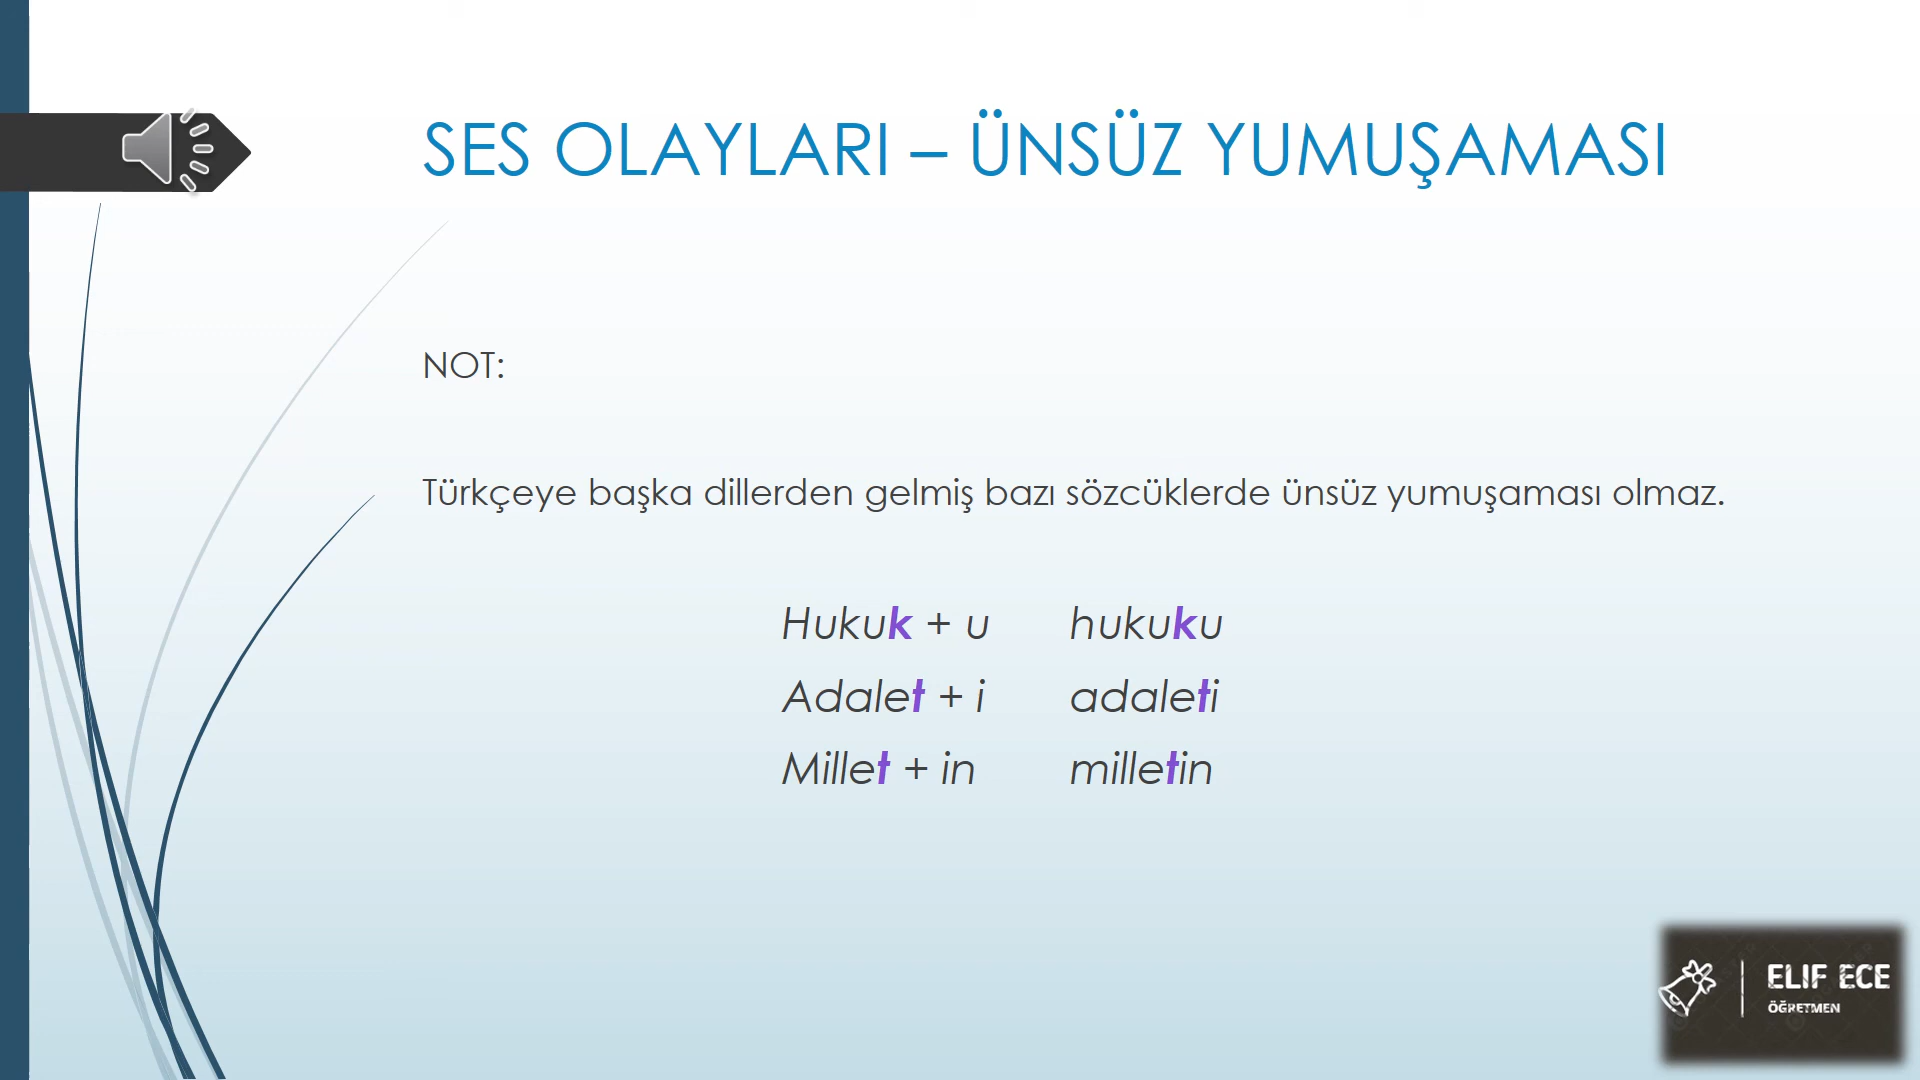 SES OLAYLARI – ÜNSÜZ YUMUŞAMASI
NOT:
Türkçeye başka dillerden gelmiş bazı sözcüklerde ünsüz yumuşaması olmaz.
Hukuk + u hukuku
Adalet + i adaleti
Millet + in milletin
ELIF ECE
ÖĞRETMEN